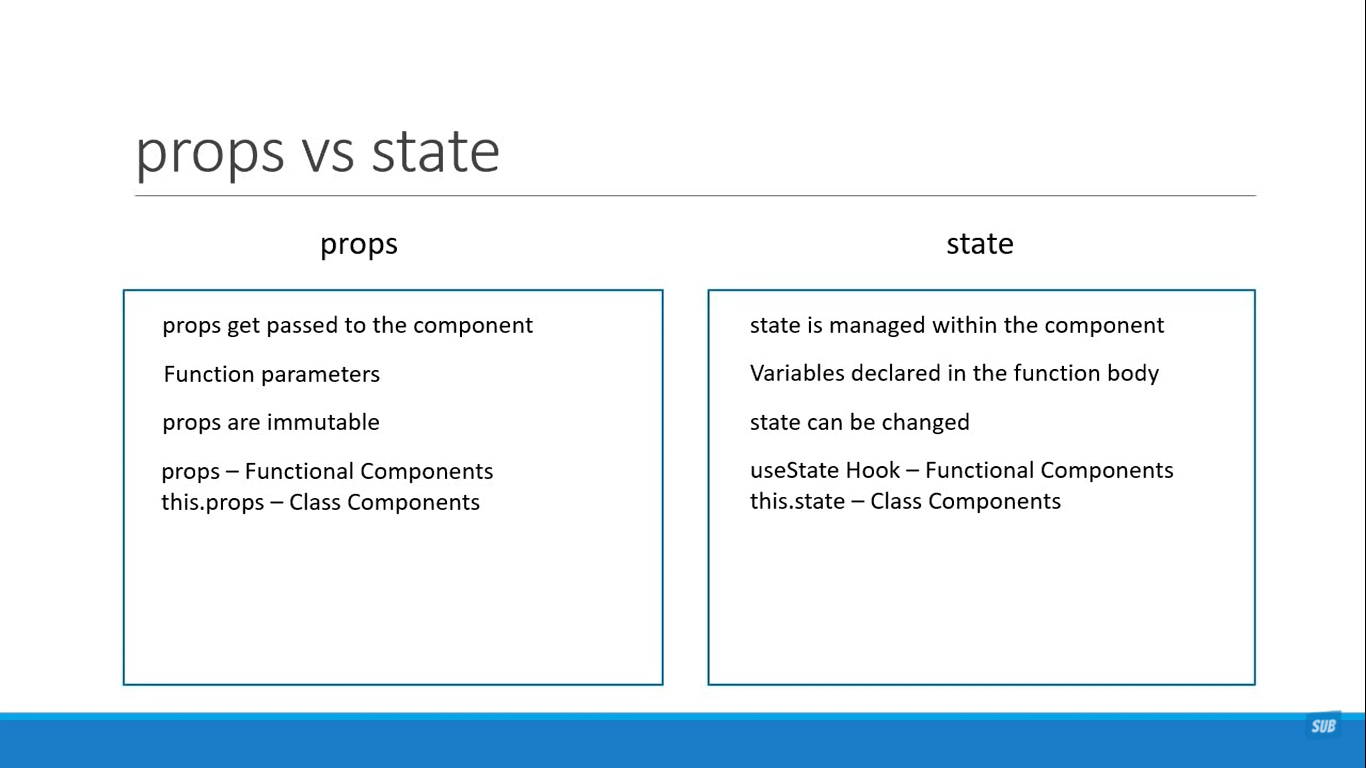 props vs state
props
state
props get passed to the component
Function parameters
props are immutable
props – Functional Components
this.props – Class Components
state is managed within the component
Variables declared in the function body
state can be changed
useState Hook – Functional Components
this.state – Class Components
SUB